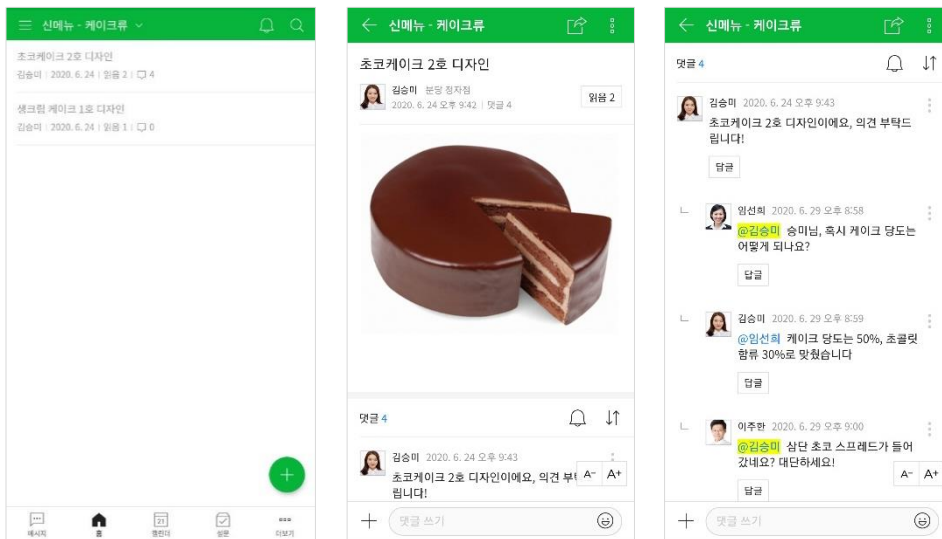 신메뉴 - 케이크류
초코케이크 2호 디자인
김승미 | 2020. 6. 24 | 읽음 2 | 4
생크림 케이크 1호 디자인
김승미 | 2020. 6. 24 | 읽음 1 | 0
메시지
홈
21
캘린더
설문
더보기
신메뉴 - 케이크류
초코케이크 2호 디자인
김승미 분당 정자점
2020. 6. 24 오후 9:42 | 댓글 4
읽음 2
댓글 4
김승미 2020. 6. 24 오후 9:43
초코케이크 2호 디자인이에요, 의견 부
립니다!
A- A+
댓글 쓰기
신메뉴 - 케이크류
댓글 4
김승미 2020. 6. 24 오후 9:43
초코케이크 2호 디자인이에요, 의견 부탁드
립니다!
답글
임선희 2020. 6. 29 오후 8:58
@김승미 승미님, 혹시 케이크 당도는
어떻게 되나요?
답글
김승미 2020. 6. 29 오후 8:59
@임선희 케이크 당도는 50%, 초콜릿
함류 30%로 맞췄습니다
답글
이주한 2020. 6. 29 오후 9:00
@김승미 삼단 초코 스프레드가 들어
갔네요? 대단하세요!
답글
A- A+
댓글 쓰기